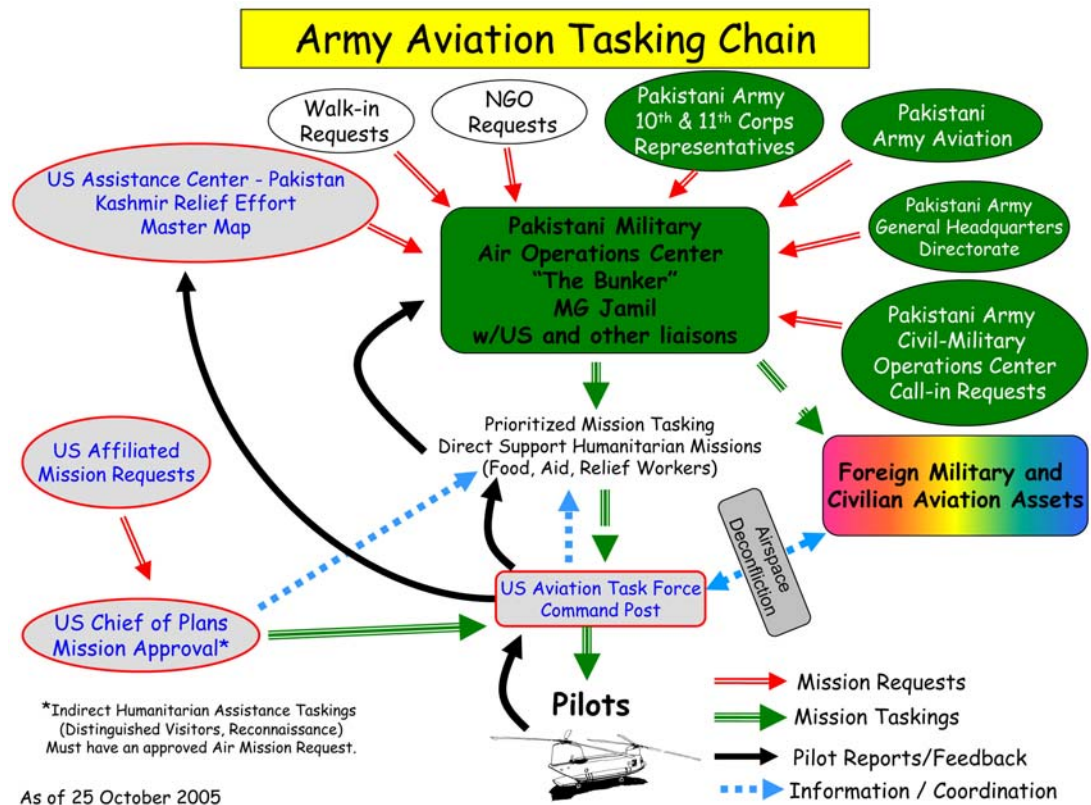 Army Aviation Tasking Chain
Walk-in
Requests
NGO
Requests
Pakistani Army
10th & 11th Corps
Representatives
Pakistani
Army Aviation
US Assistance Center - Pakistan
Kashmir Relief Effort
Master Map
Pakistani Military
Air Operations Center
"The Bunker"
MG Jamil
w/US and other liaisons
Pakistani Army
General Headquarters
Directorate
Pakistani Army
Civil-Military
Operations Center
Call-in Requests
Prioritized Mission Tasking
Direct Support Humanitarian Missions
(Food, Aid, Relief Workers)
US Affiliated
Mission Requests
Foreign Military and
Civilian Aviation Assets
Airspace
Deconfliction
US Aviation Task Force
Command Post
US Chief of Plans
Mission Approval*
Pilots
*Indirect Humanitarian Assistance Taskings
(Distinguished Visitors, Reconnaissance)
Must have an approved Air Mission Request.
Mission Requests
Mission Taskings
Pilot Reports/Feedback
Information / Coordination
As of 25 October 2005